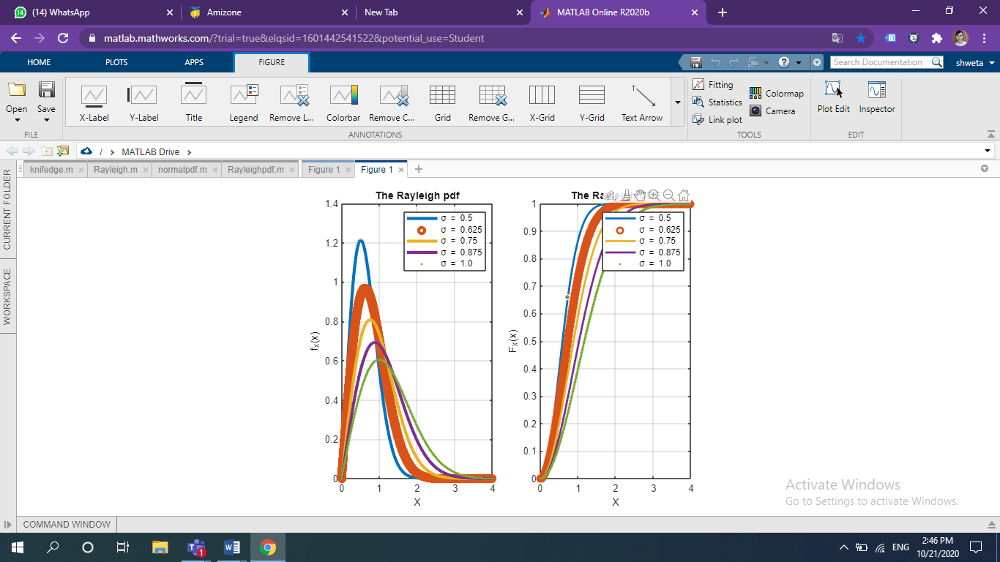 (14) WhatsApp
Amizone
New Tab
MATLAB Online R2020b
matlab.mathworks.com/?trial=true&elqsid=1601442541522&potential_use=Student
HOME PLOTS APPS FIGURE
Search Documentation
shweta
Open
Save
FILE
X-Label Y-Label Title Legend Remove L... Colorbar Remove C... Grid Remove G... X-Grid Y-Grid Text Arrow
ANNOTATIONS
Fitting
Statistics
Link plot
Colormap
Camera
TOOLS
Plot Edit
Inspector
EDIT
/ MATLAB Drive
CURRENT FOLDER
WORKSPACE
knifedge.m
Rayleigh.m
normalpdf.m
Rayleighpdf.m
Figure 1
Figure 1
The Rayleigh pdf
1.4
1.2
1
0.8
0.6
0.4
0.2
0
fX(x)
0 1 2 3 4
X
σ = 0.5
σ = 0.625
σ = 0.75
σ = 0.875
σ = 1.0
The Ra
1
0.9
0.8
0.7
0.6
0.5
0.4
0.3
0.2
0.1
0
FX(x)
0 1 2 3 4
X
σ = 0.5
σ = 0.625
σ = 0.75
σ = 0.875
σ = 1.0
Activate Windows
Go to Settings to activate Windows.
COMMAND WINDOW
1
ENG
2:46 PM
10/21/2020